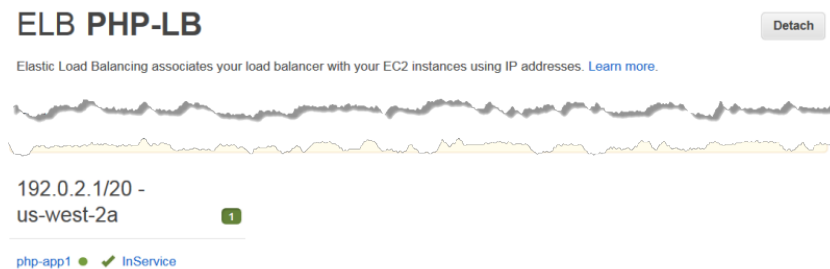 ELB PHP-LB
Detach
Elastic Load Balancing associates your load balancer with your EC2 instances using IP addresses. Learn more.
192.0.2.1/20 -
us-west-2a
1
php-app1 InService